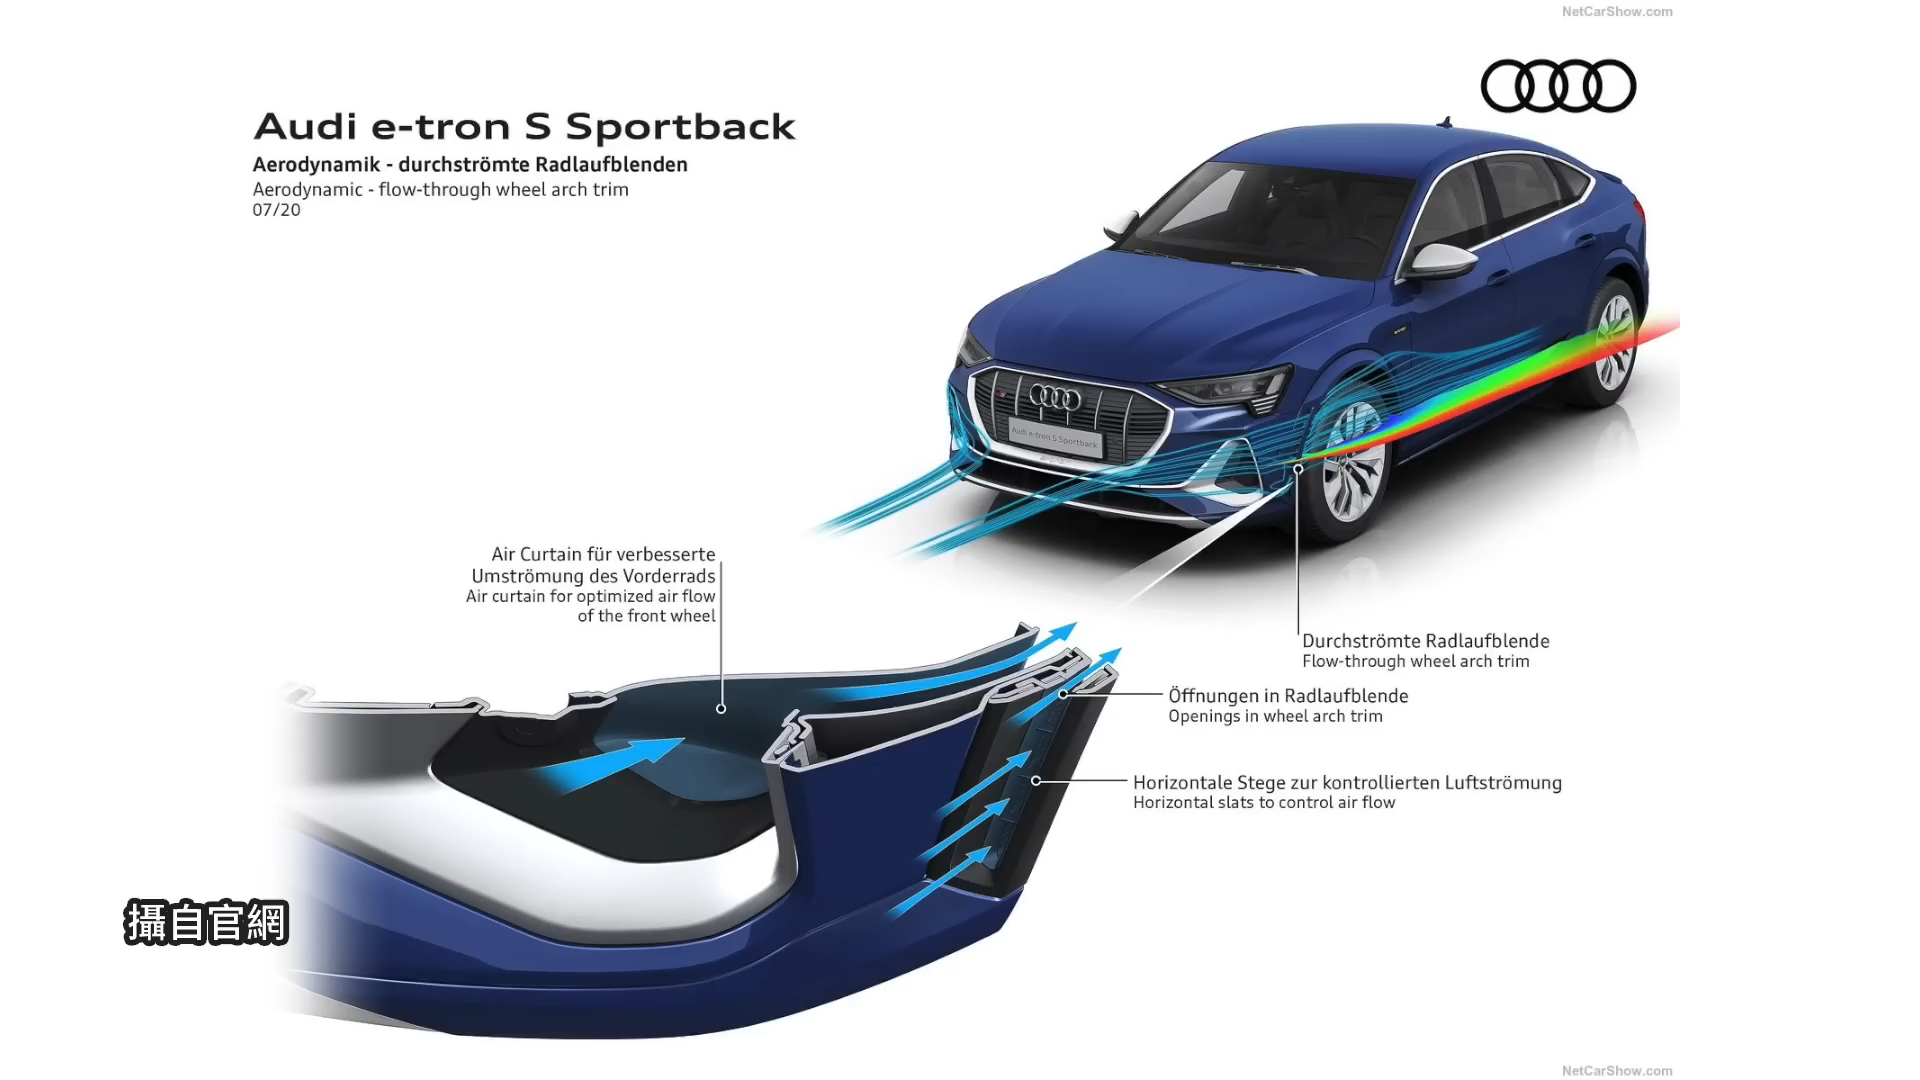 NetCarShow.com
Audi e-tron S Sportback
Aerodynamik - durchströmte Radlaufblenden
Aerodynamic - flow-through wheel arch trim
07/20
Audi e-tron S Sportback
Air Curtain für verbesserte
Umströmung des Vorderrads
Air curtain for optimized air flow
of the front wheel
Durchströmte Radlaufblende
Flow-through wheel arch trim
Öffnungen in Radlaufblende
Openings in wheel arch trim
Horizontale Stege zur kontrollierten Luftströmung
Horizontal slats to control air flow
攝自官網
NetCarShow.com